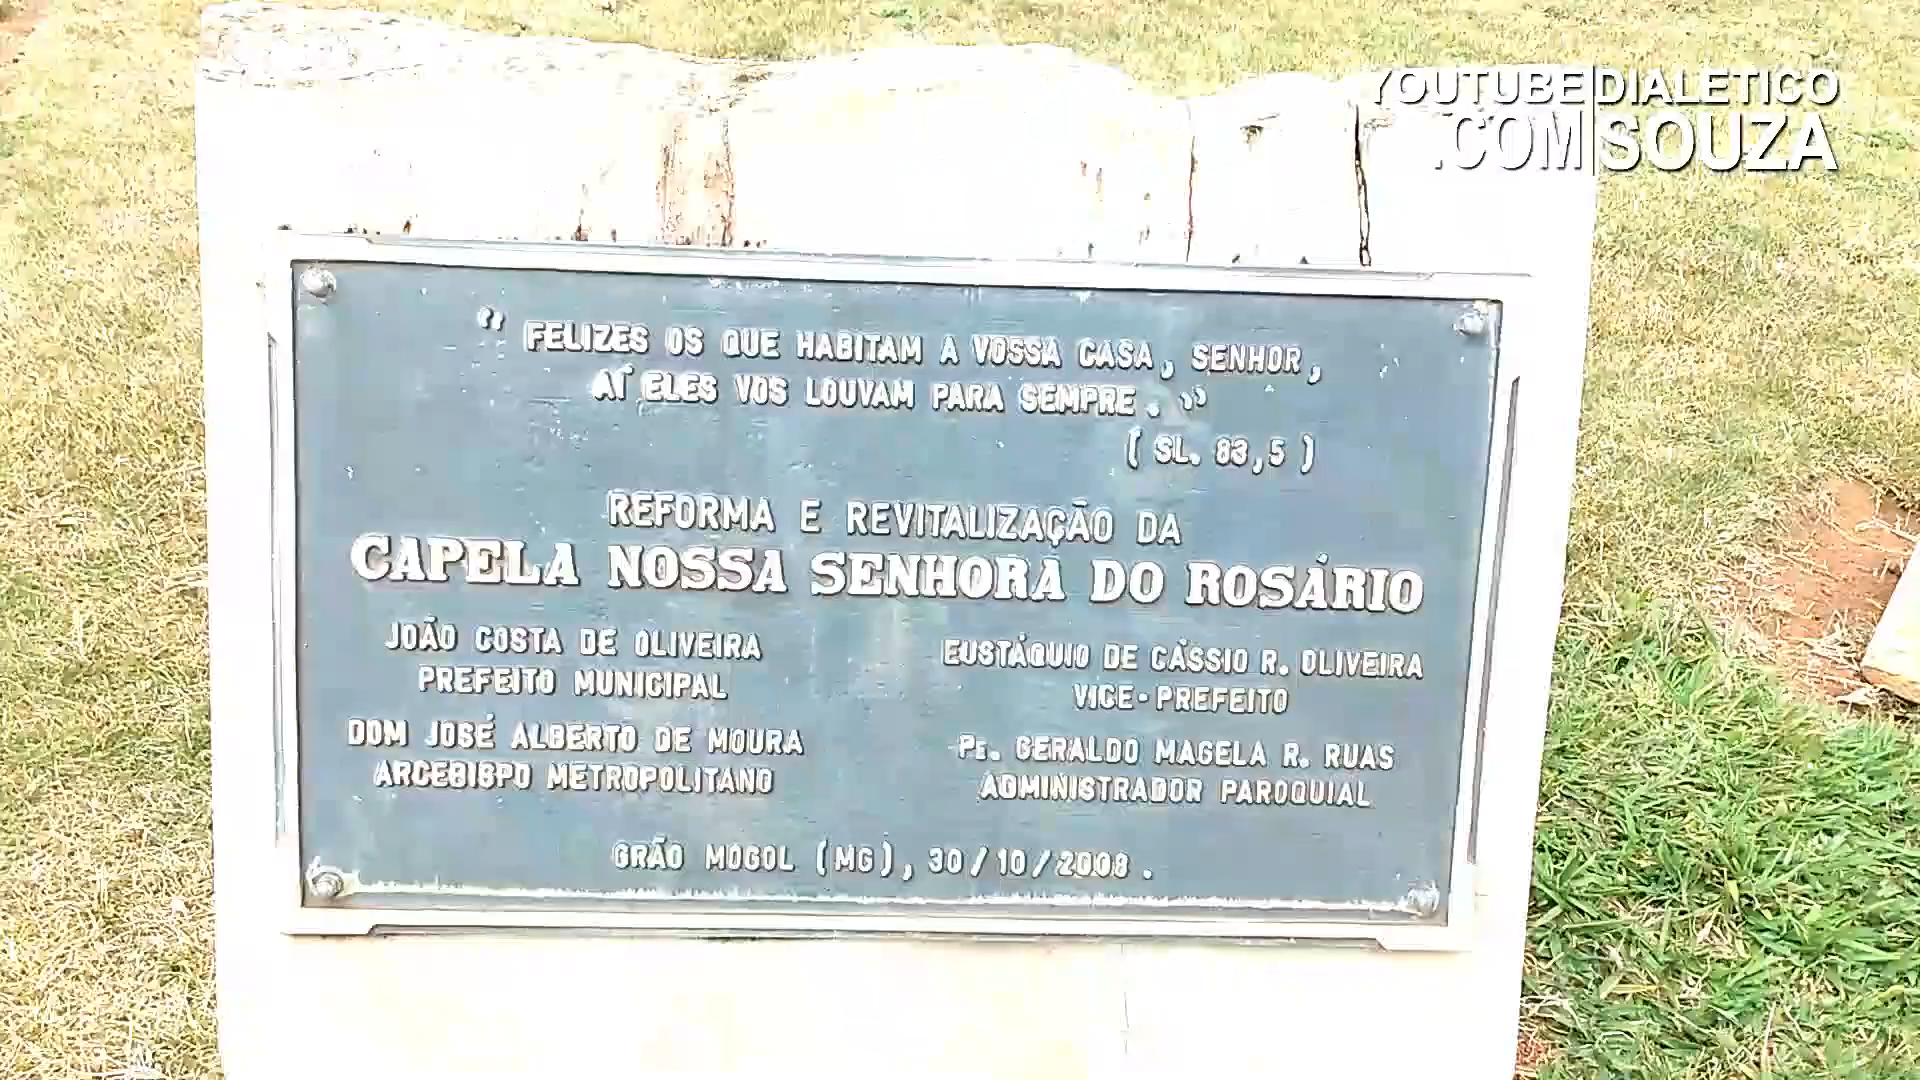 YOUTUBE DIALETICO
.COM SOUZA
“ FELIZES OS QUE HABITAM A VOSSA CASA, SENHOR,
AÍ ELES VOS LOUVAM PARA SEMPRE. ”
( SL. 83,5 )
REFORMA E REVITALIZAÇÃO DA
CAPELA NOSSA SENHORA DO ROSÁRIO
JOÃO COSTA DE OLIVEIRA
PREFEITO MUNICIPAL
EUSTÁQUIO DE CÁSSIO R. OLIVEIRA
VICE-PREFEITO
DOM JOSÉ ALBERTO DE MOURA
ARCEBISPO METROPOLITANO
PE. GERALDO MAGELA R. RUAS
ADMINISTRADOR PAROQUIAL
GRÃO MOGOL (MG), 30/10/2008.